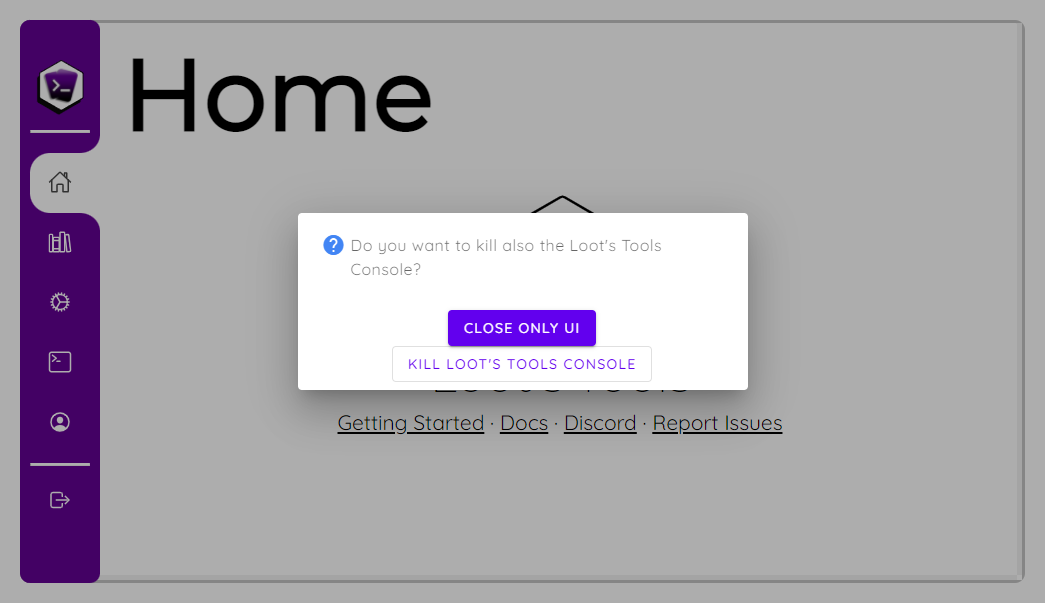 Home
Do you want to kill also the Loot's Tools
Console?
CLOSE ONLY UI
KILL LOOT'S TOOLS CONSOLE
Getting Started · Docs · Discord · Report Issues